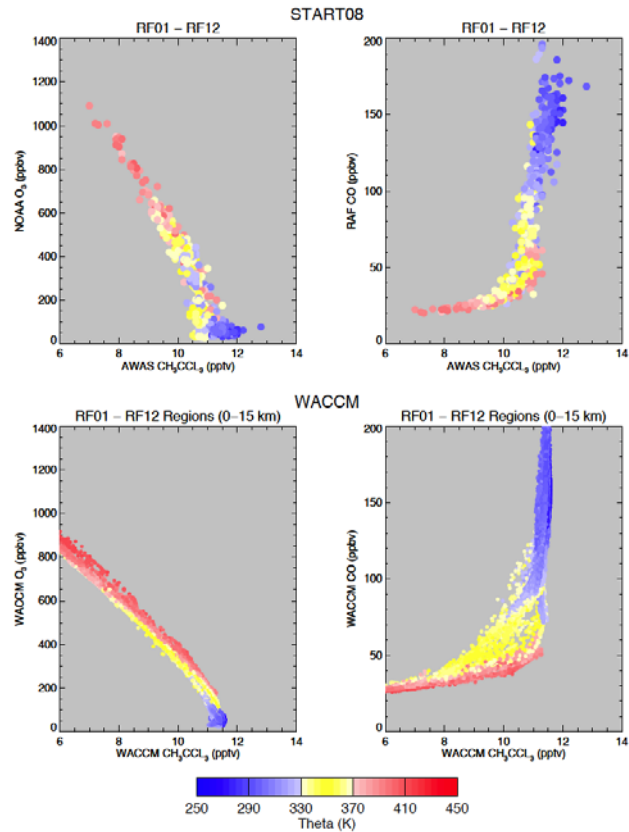 START08
RF01 – RF12
RF01 – RF12
1400
1200
1000
800
600
400
200
0
NOAA O3 (ppbv)
6 8 10 12 14
AWAS CH3CCL3 (pptv)
200
150
100
50
0
RAF CO (ppbv)
6 8 10 12 14
AWAS CH3CCL3 (pptv)
WACCM
RF01 – RF12 Regions (0–15 km)
RF01 – RF12 Regions (0–15 km)
1400
1200
1000
800
600
400
200
0
WACCM O3 (ppbv)
6 8 10 12 14
WACCM CH3CCL3 (pptv)
200
150
100
50
0
WACCM CO (ppbv)
6 8 10 12 14
WACCM CH3CCL3 (pptv)
250 290 330 370 410 450
Theta (K)